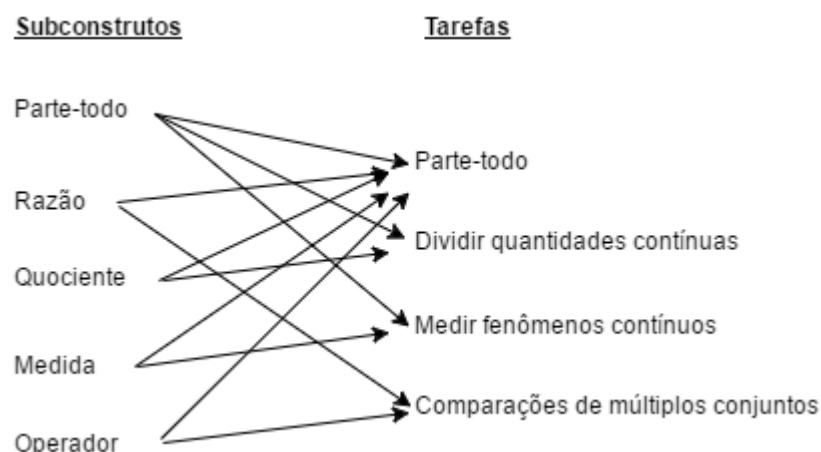 Subconstrutos
Tarefas
Parte-todo
Razão
Quociente
Medida
Operador
Parte-todo
Dividir quantidades contínuas
Medir fenômenos contínuos
Comparações de múltiplos conjuntos